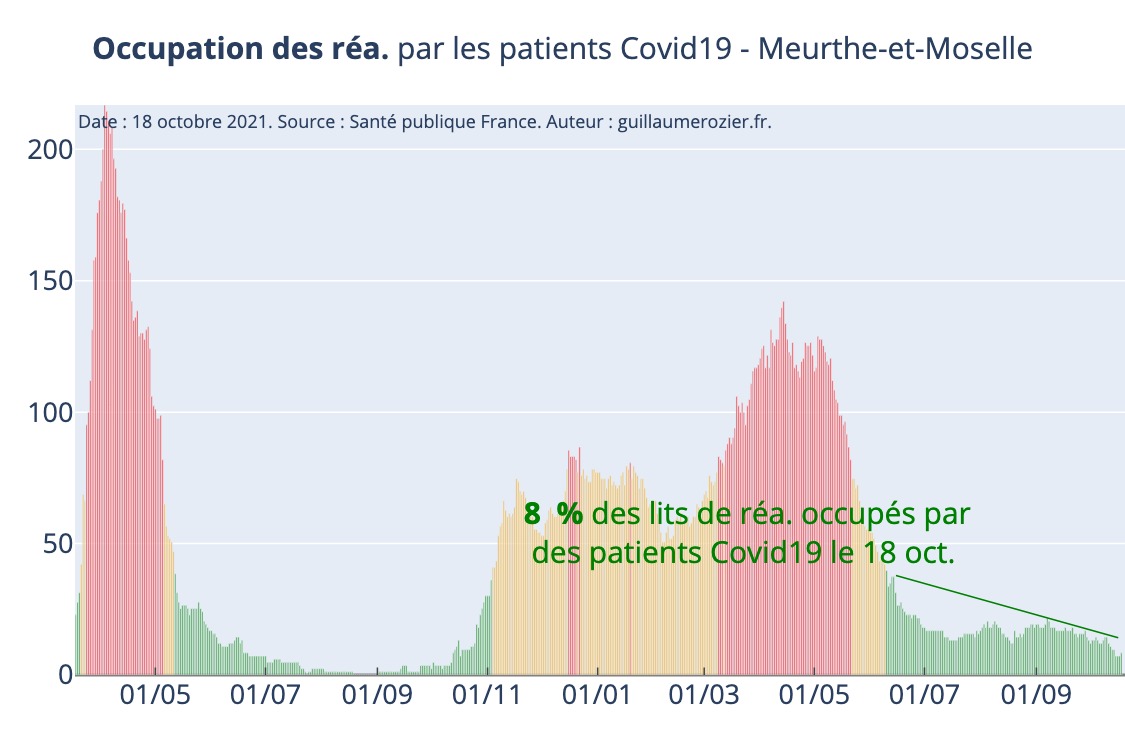 Occupation des réa. par les patients Covid19 - Meurthe-et-Moselle
Date : 18 octobre 2021. Source : Santé publique France. Auteur : guillaumerozier.fr.
200
150
100
50
0
8 % des lits de réa. occupés par
des patients Covid19 le 18 oct.
01/05 01/07 01/09 01/11 01/01 01/03 01/05 01/07 01/09